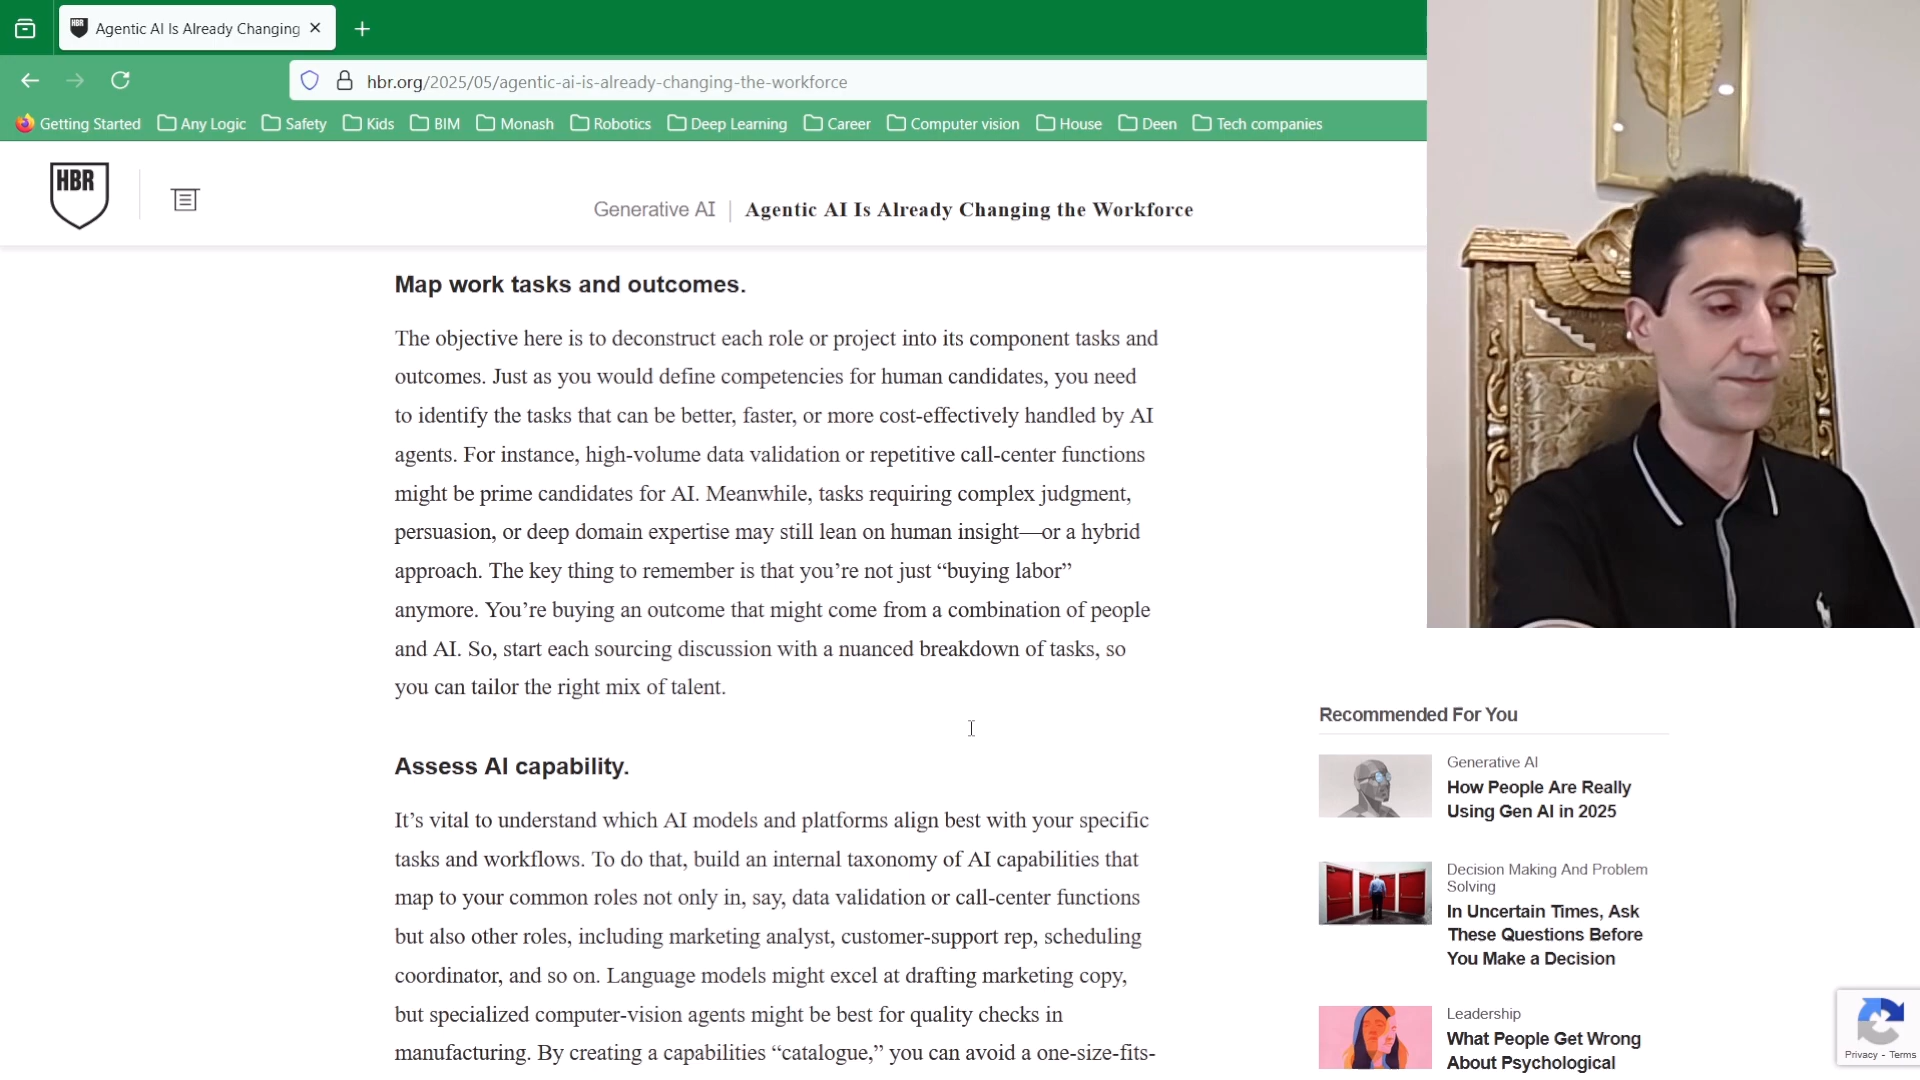 HBR
Agentic AI Is Already Changing
hbr.org/2025/05/agentic-ai-is-already-changing-the-workforce
Getting Started Any Logic Safety Kids BIM Monash Robotics Deep Learning Career Computer vision House Deen Tech companies
HBR
Generative AI | Agentic AI Is Already Changing the Workforce
Map work tasks and outcomes.
The objective here is to deconstruct each role or project into its component tasks and
outcomes. Just as you would define competencies for human candidates, you need
to identify the tasks that can be better, faster, or more cost-effectively handled by AI
agents. For instance, high-volume data validation or repetitive call-center functions
might be prime candidates for AI. Meanwhile, tasks requiring complex judgment,
persuasion, or deep domain expertise may still lean on human insight—or a hybrid
approach. The key thing to remember is that you’re not just “buying labor”
anymore. You’re buying an outcome that might come from a combination of people
and AI. So, start each sourcing discussion with a nuanced breakdown of tasks, so
you can tailor the right mix of talent.
Assess AI capability.
It’s vital to understand which AI models and platforms align best with your specific
tasks and workflows. To do that, build an internal taxonomy of AI capabilities that
map to your common roles not only in, say, data validation or call-center functions
but also other roles, including marketing analyst, customer-support rep, scheduling
coordinator, and so on. Language models might excel at drafting marketing copy,
but specialized computer-vision agents might be best for quality checks in
manufacturing. By creating a capabilities “catalogue,” you can avoid a one-size-fits-
Recommended For You
Generative AI
How People Are Really
Using Gen AI in 2025
Decision Making And Problem
Solving
In Uncertain Times, Ask
These Questions Before
You Make a Decision
Leadership
What People Get Wrong
About Psychological
Privacy - Terms